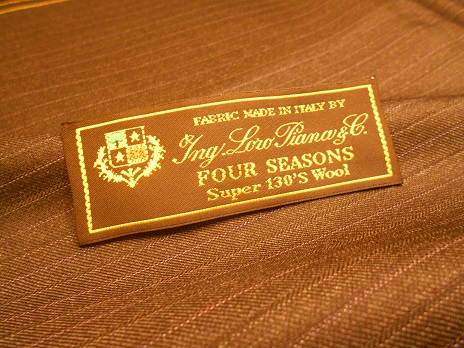 FABRIC MADE IN ITALY BY
Ing. Loro Piana & C.
FOUR SEASONS
Super 130'S Wool